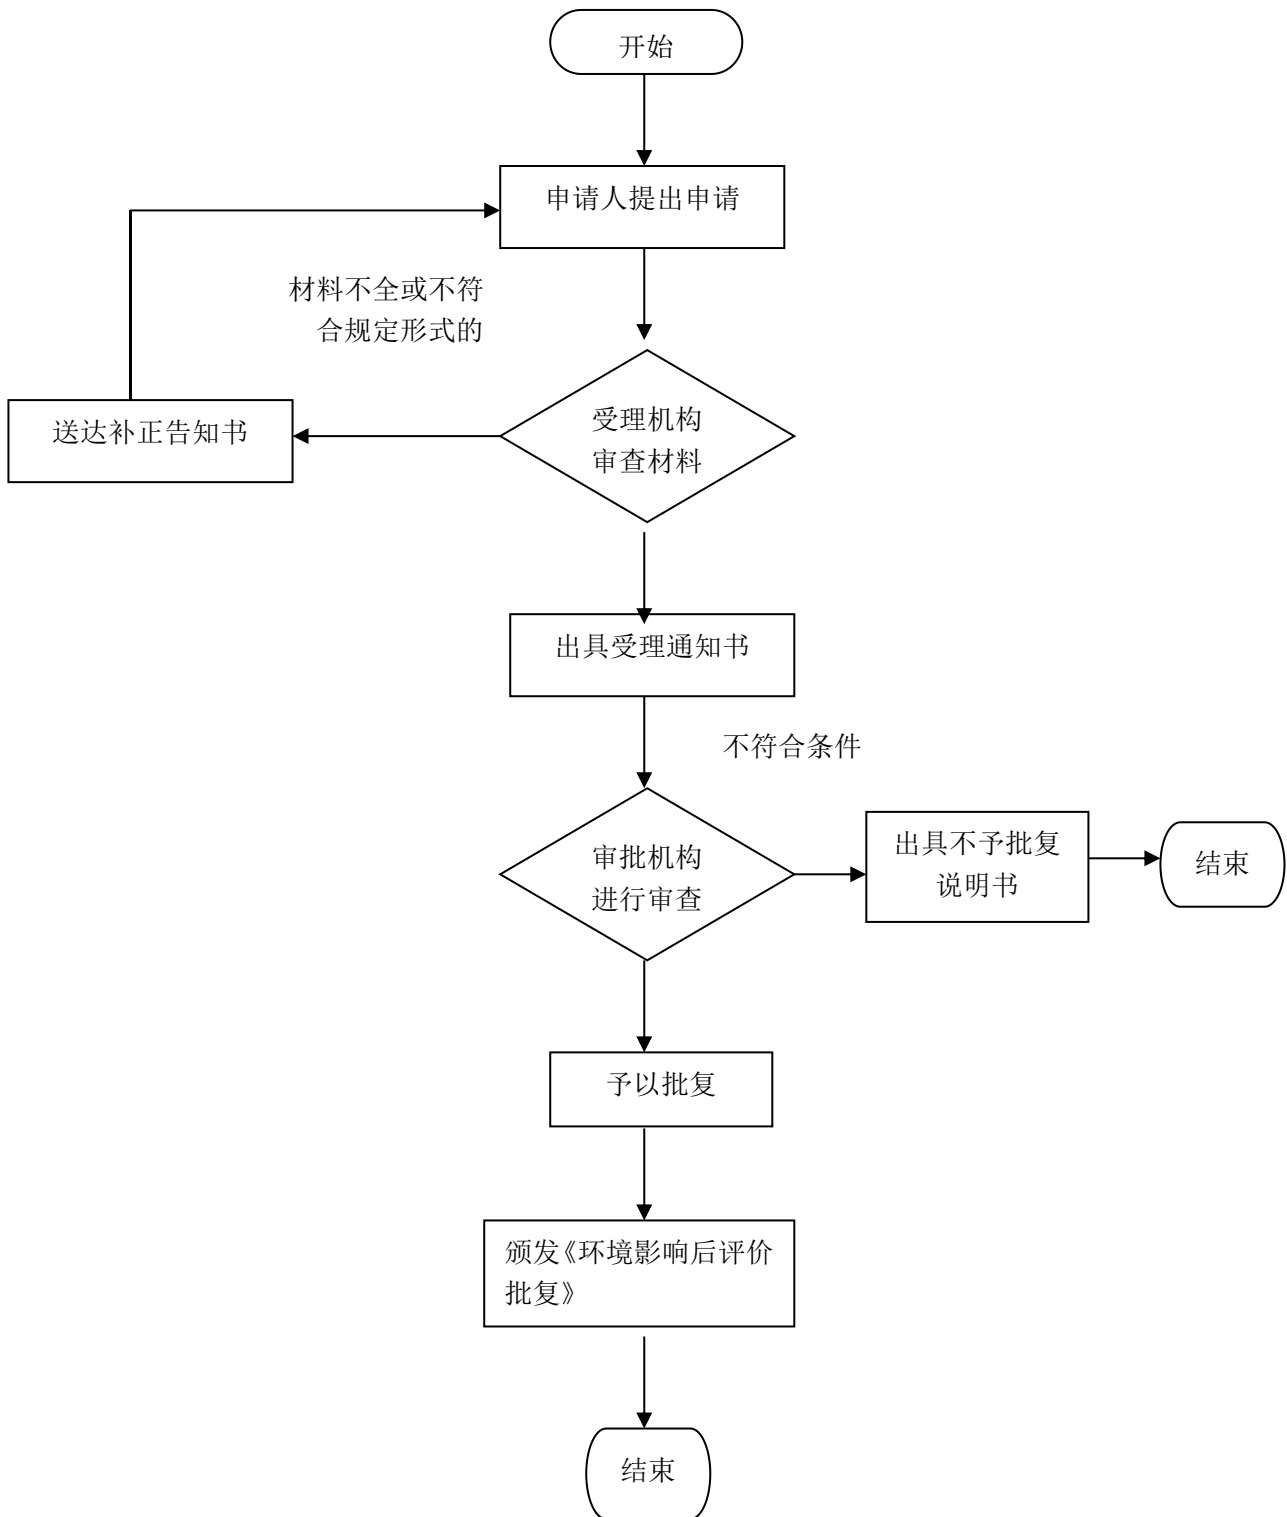 开始
申请人提出申请
材料不全或不符
合规定形式的
送达补正告知书
受理机构
审查材料
出具受理通知书
不符合条件
审批机构
进行审查
出具不予批复
说明书
结束
予以批复
颁发《环境影响后评价
批复》
结束